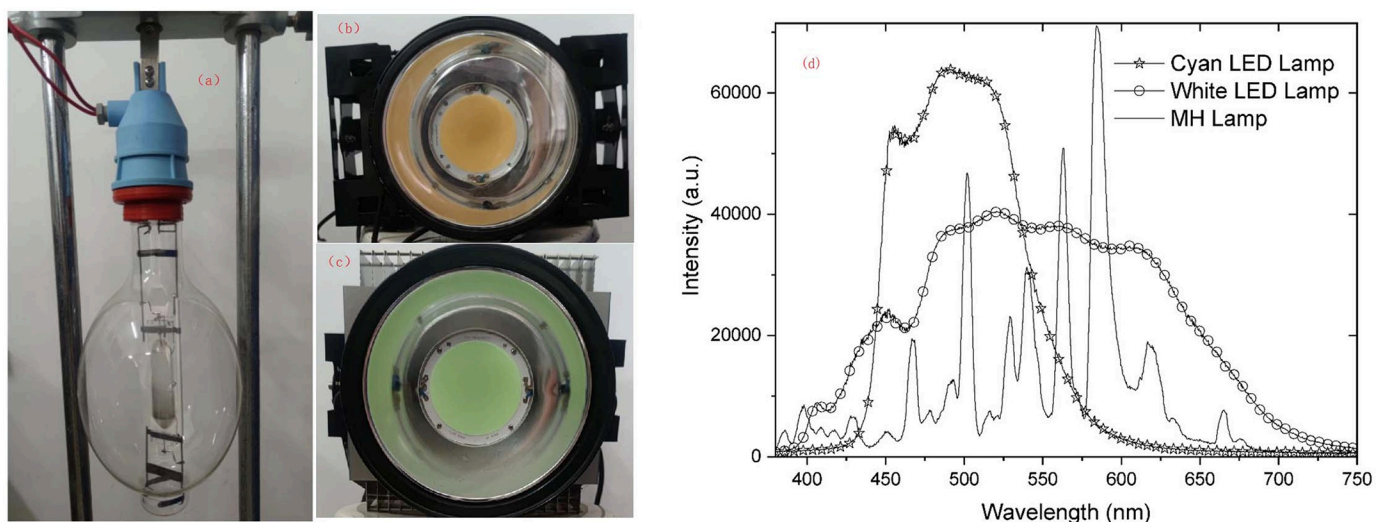 (a)
(b)
(c)
(d)
Cyan LED Lamp
White LED Lamp
MH Lamp
Intensity (a.u.)
60000
40000
20000
0
400 450 500 550 600 650 700 750
Wavelength (nm)